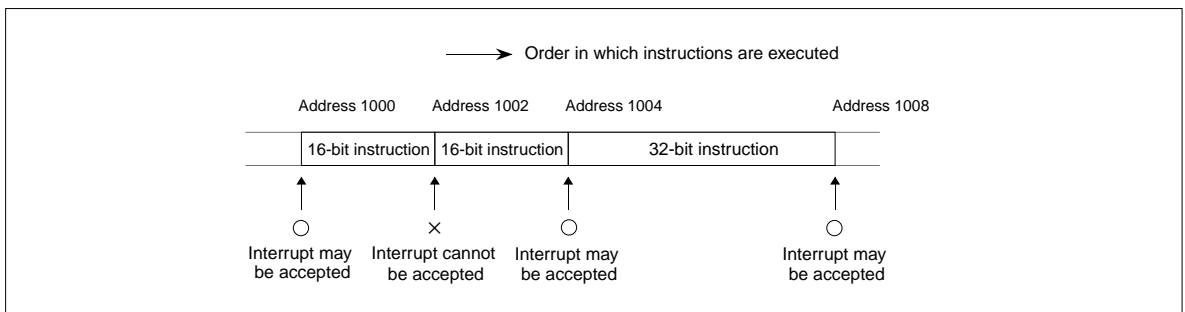 Order in which instructions are executed
Address 1000 Address 1002 Address 1004 Address 1008
16-bit instruction 16-bit instruction 32-bit instruction
Interrupt may
be accepted
Interrupt cannot
be accepted
Interrupt may
be accepted
Interrupt may
be accepted